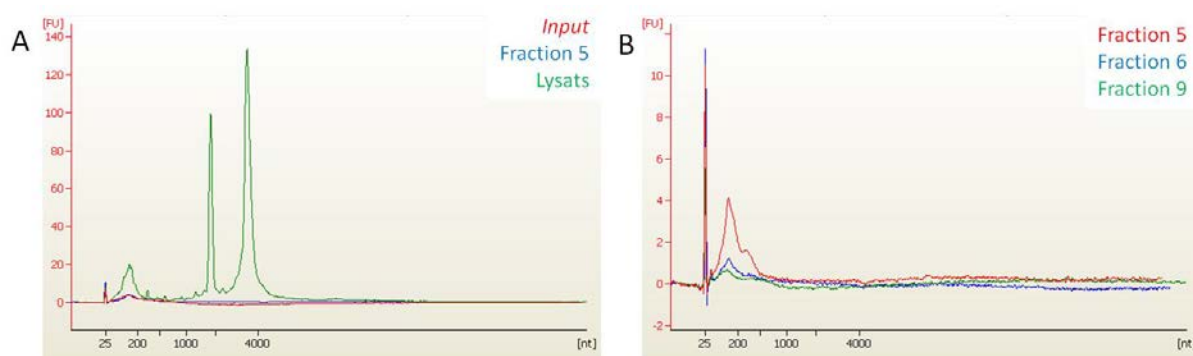 A
[FU]
140
120
100
80
60
40
20
0
25 200 1000 4000 [nt]
Input
Fraction 5
Lysats
B
[FU]
10
8
6
4
2
0
-2
25 200 1000 4000 [nt]
Fraction 5
Fraction 6
Fraction 9